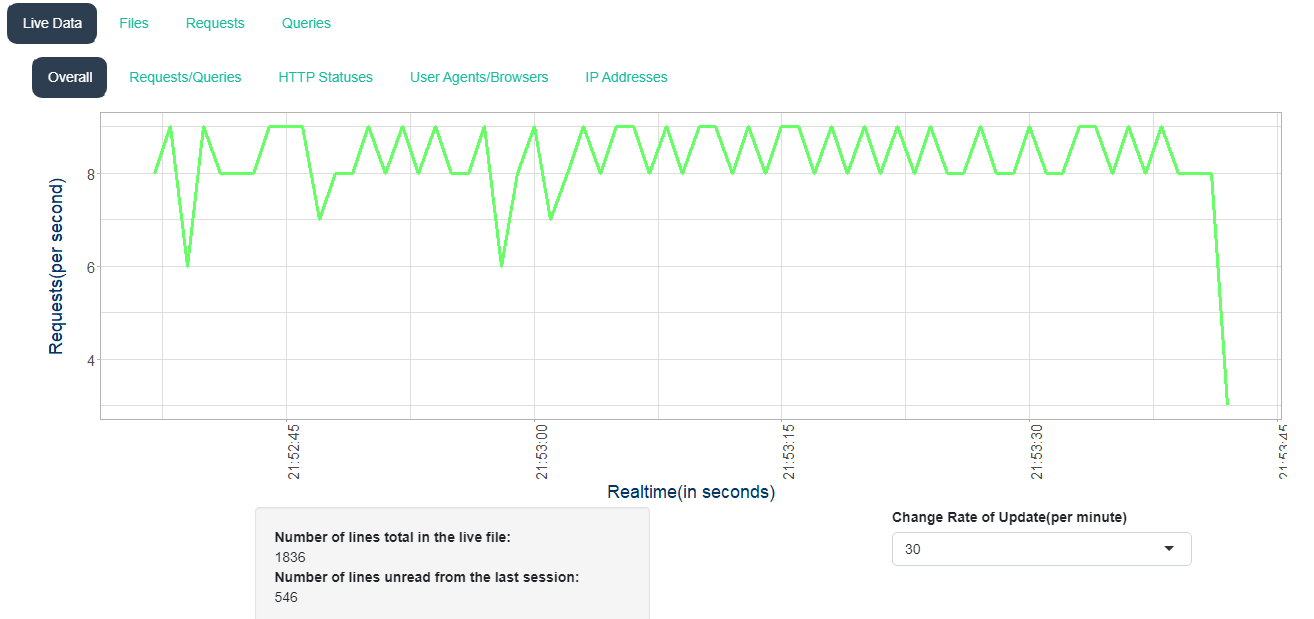 Live Data Files Requests Queries
Overall Requests/Queries HTTP Statuses User Agents/Browsers IP Addresses
Requests(per second)
8
6
4
21:52:45 21:53:00 21:53:15 21:53:30 21:53:45
Realtime(in seconds)
Number of lines total in the live file:
1836
Number of lines unread from the last session:
546
Change Rate of Update(per minute)
30